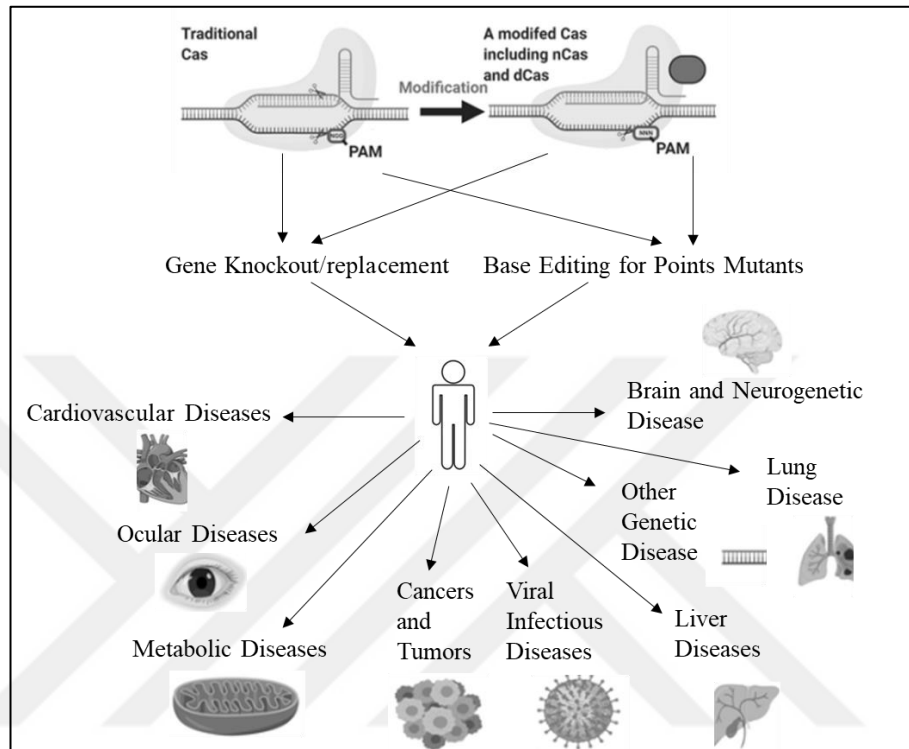 Traditional
Cas
A modifed Cas
including nCas
and dCas
Modification
NGG
PAM
NNN
PAM
Gene Knockout/replacement
Base Editing for Points Mutants
Cardiovascular Diseases
Brain and Neurogenetic
Disease
Lung
Disease
Other
Genetic
Disease
Ocular Diseases
Cancers
and
Tumors
Viral
Infectious
Diseases
Liver
Diseases
Metabolic Diseases